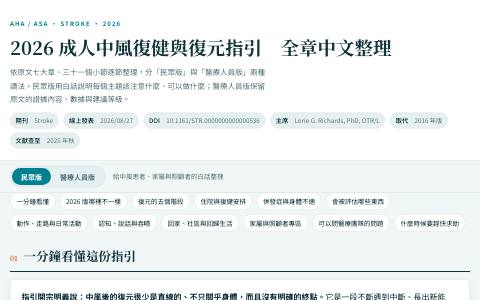 AHA / ASA • STROKE • 2026
2026 成人中風復健與復元指引　全章中文整理
依原文七大章、三十一個小節逐節整理，分「民眾版」與「醫療人員版」兩種
讀法。民眾版用白話說明每個主題該注意什麼、可以做什麼；醫療人員版保留
原文的證據內容、數據與建議等級。
期刊 Stroke
線上發表 2026/08/27
DOI 10.1161/STR.0000000000000536
主席 Lorie G. Richards, PhD, OTR/L
取代 2016 年版
文獻查至 2025 年秋
民眾版 醫療人員版 給中風患者、家屬與照顧者的白話整理
一分鐘看懂 2026 版哪裡不一樣 復元的五個階段 住院與復健安排 併發症與身體不適 會被評估哪些東西
動作、走路與日常活動 認知、說話與吞嚥 回家、社區與回歸生活 家屬與照顧者專區 可以問醫療團隊的問題 什麼時候要趕快求助
01 一分鐘看懂這份指引
指引開宗明義說：中風後的復元很少是直線的、不只關乎身體，而且沒有明確的終點。它是一段不斷遇到中斷、長出新能